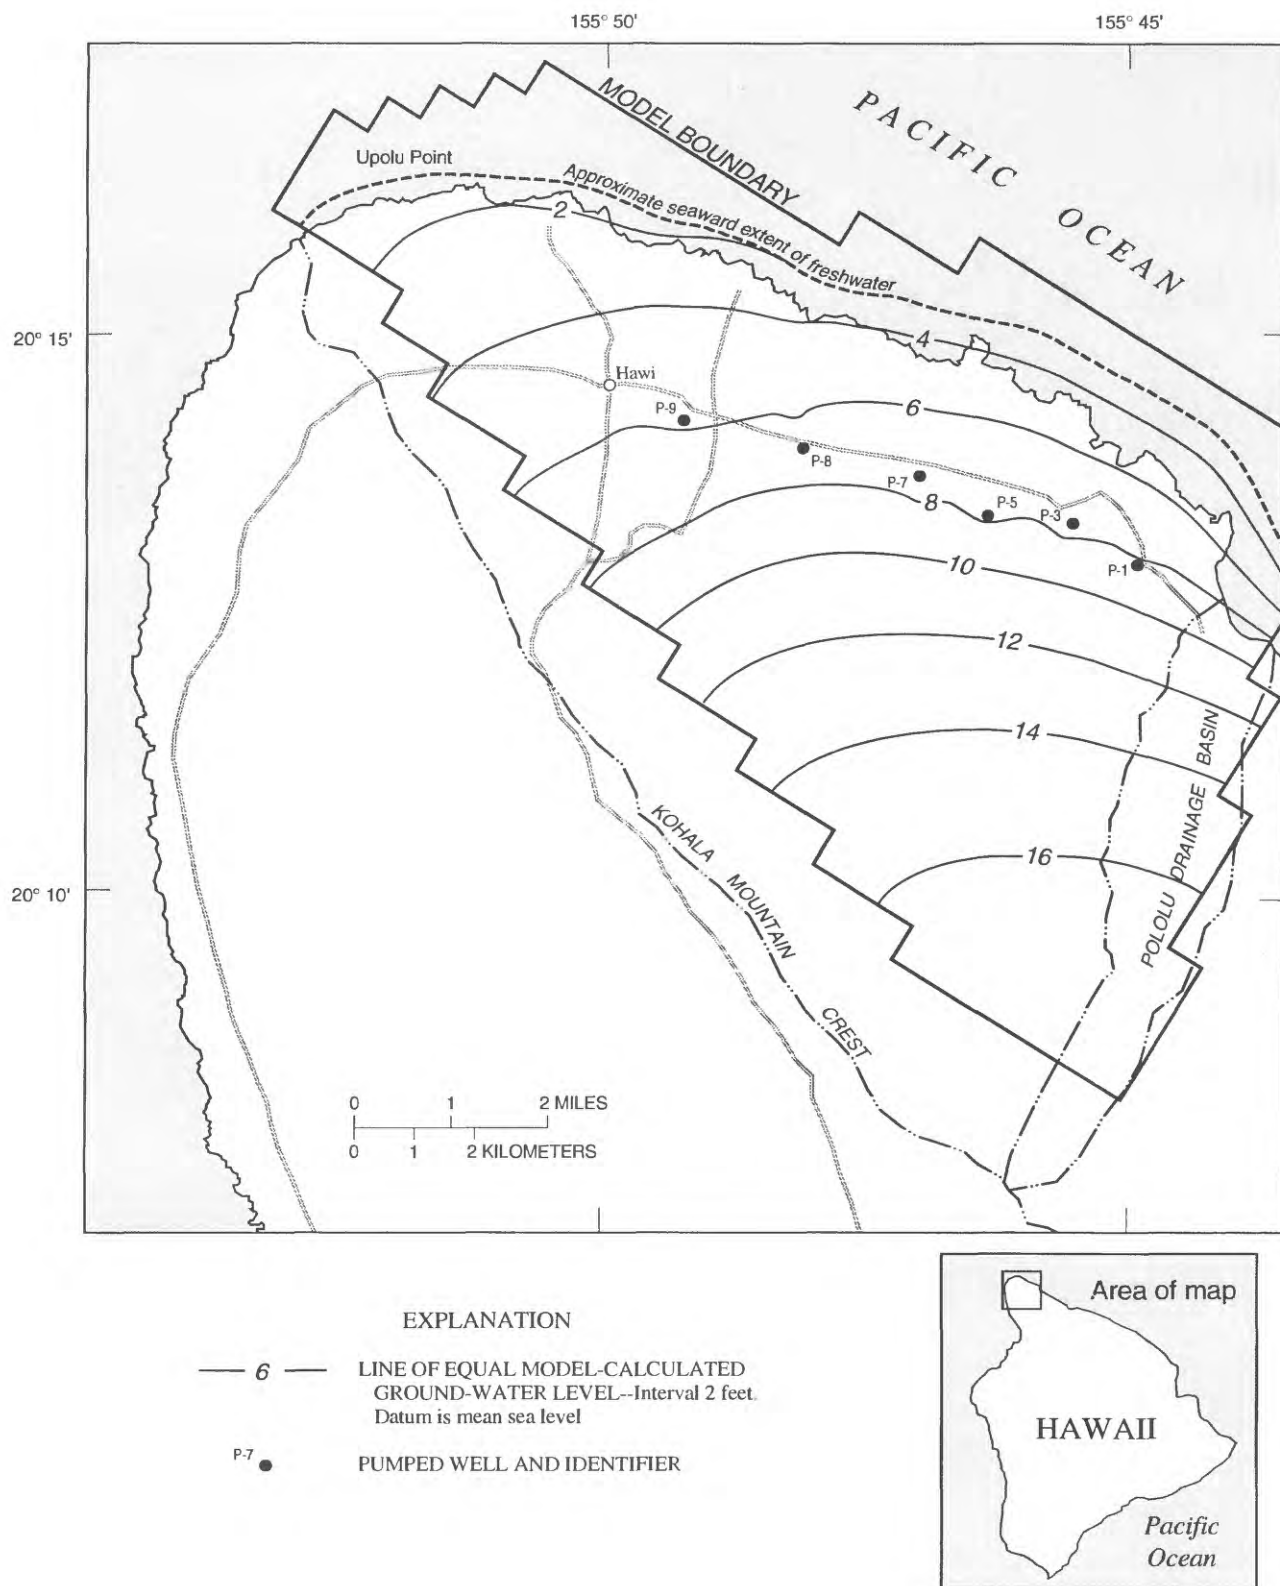 155° 50'
155° 45'
PACIFIC
OCEAN
MODEL BOUNDARY
Upolu Point
Approximate seaward extent of freshwater
2
20° 15'
4
Hawi
6
P-9
P-8
P-7
8
P-5
P-3
P-1
10
12
14
16
POLOLU DRAINAGE BASIN
KOHALA MOUNTAIN CREST
20° 10'
0 1 2 MILES
0 1 2 KILOMETERS
Area of map
HAWAII
Pacific
Ocean
EXPLANATION
6
LINE OF EQUAL MODEL-CALCULATED
GROUND-WATER LEVEL--Interval 2 feet.
Datum is mean sea level
P-7
PUMPED WELL AND IDENTIFIER